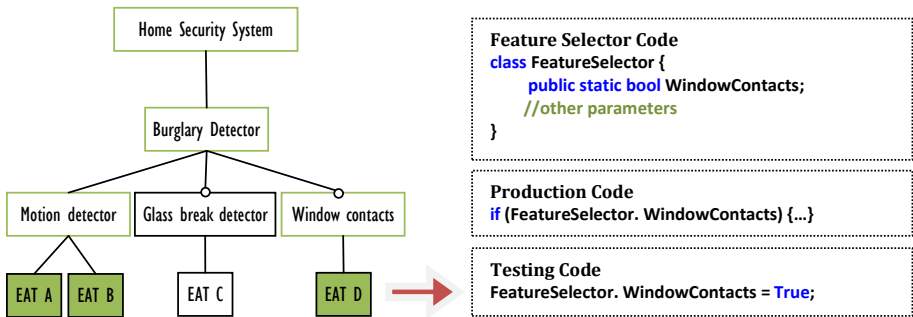 Home Security System
Burglary Detector
Motion detector
Glass break detector
Window contacts
EAT A
EAT B
EAT C
EAT D
Feature Selector Code
class FeatureSelector {
public static bool WindowContacts;
//other parameters
}
Production Code
if (FeatureSelector. WindowContacts) {…}
Testing Code
FeatureSelector. WindowContacts = True;